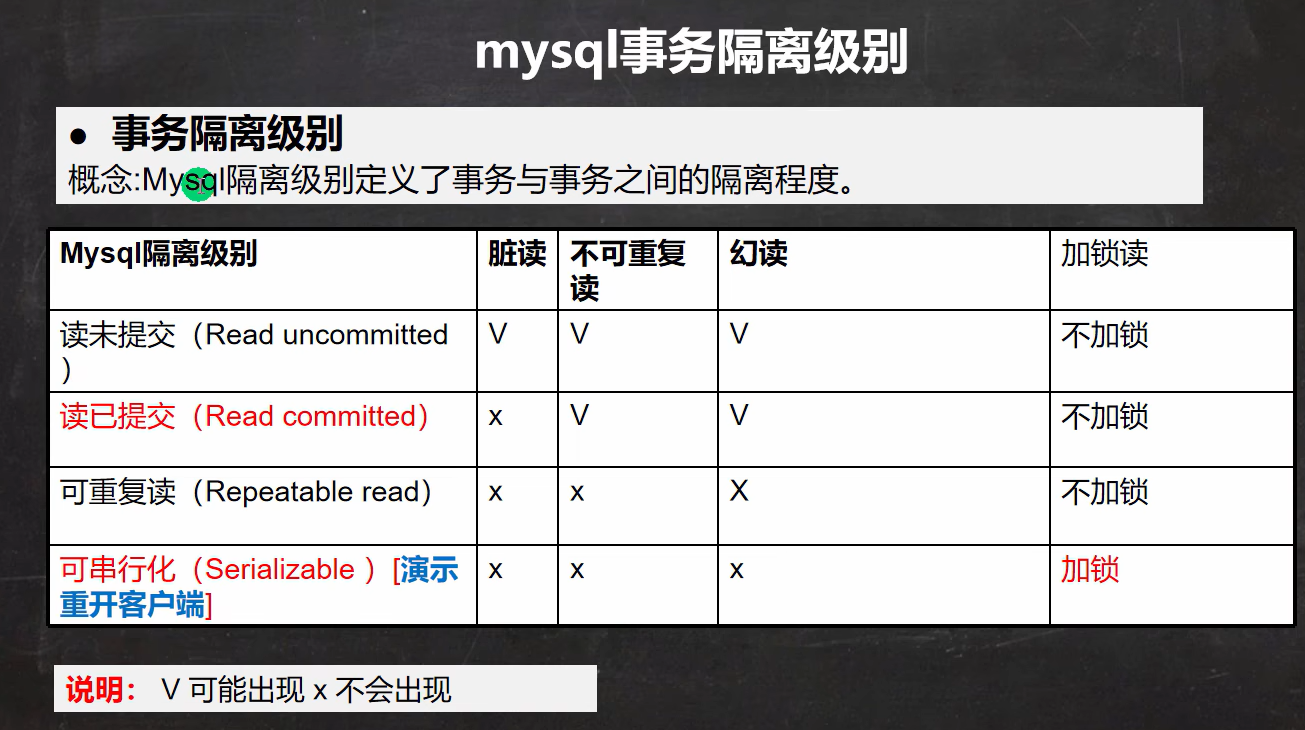 mysql事务隔离级别
● 事务隔离级别
概念:Mysql隔离级别定义了事务与事务之间的隔离程度。
Mysql隔离级别 脏读 不可重复 幻读 加锁读
读
读未提交（Read uncommitted V V V 不加锁
）
读已提交（Read committed） x V V 不加锁
可重复读（Repeatable read） x x X 不加锁
可串行化（Serializable ）[演示 x x x 加锁
重开客户端]
说明： V 可能出现 x 不会出现